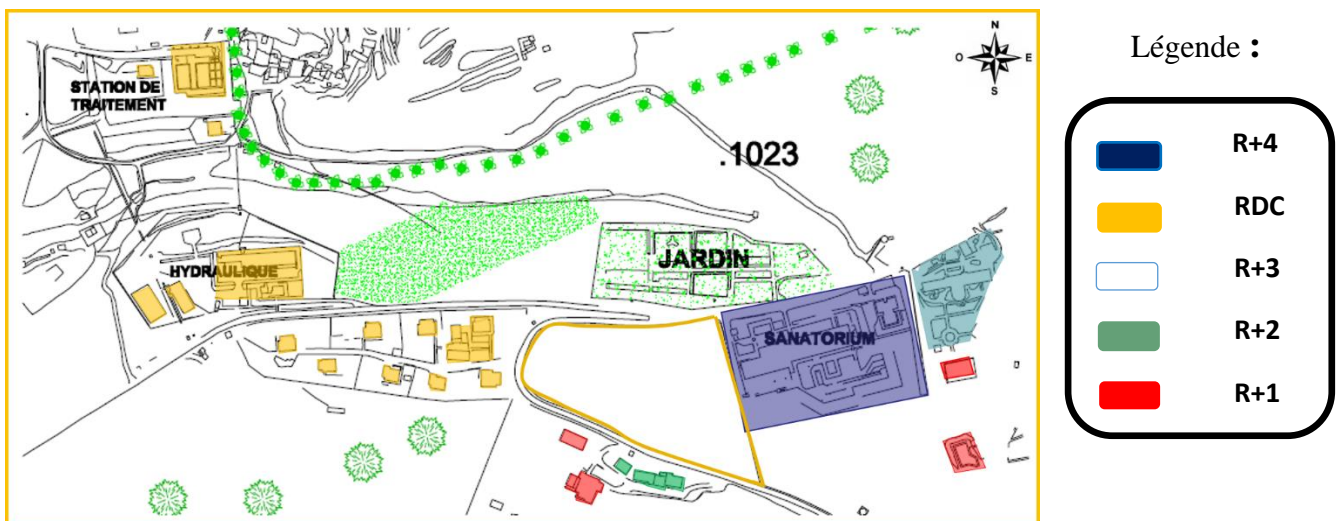 STATION DE
TRAITEMENT
N
O
E
S
.1023
HYDRAULIQUE
JARDIN
SANATORIUM
Légende :
R+4
RDC
R+3
R+2
R+1